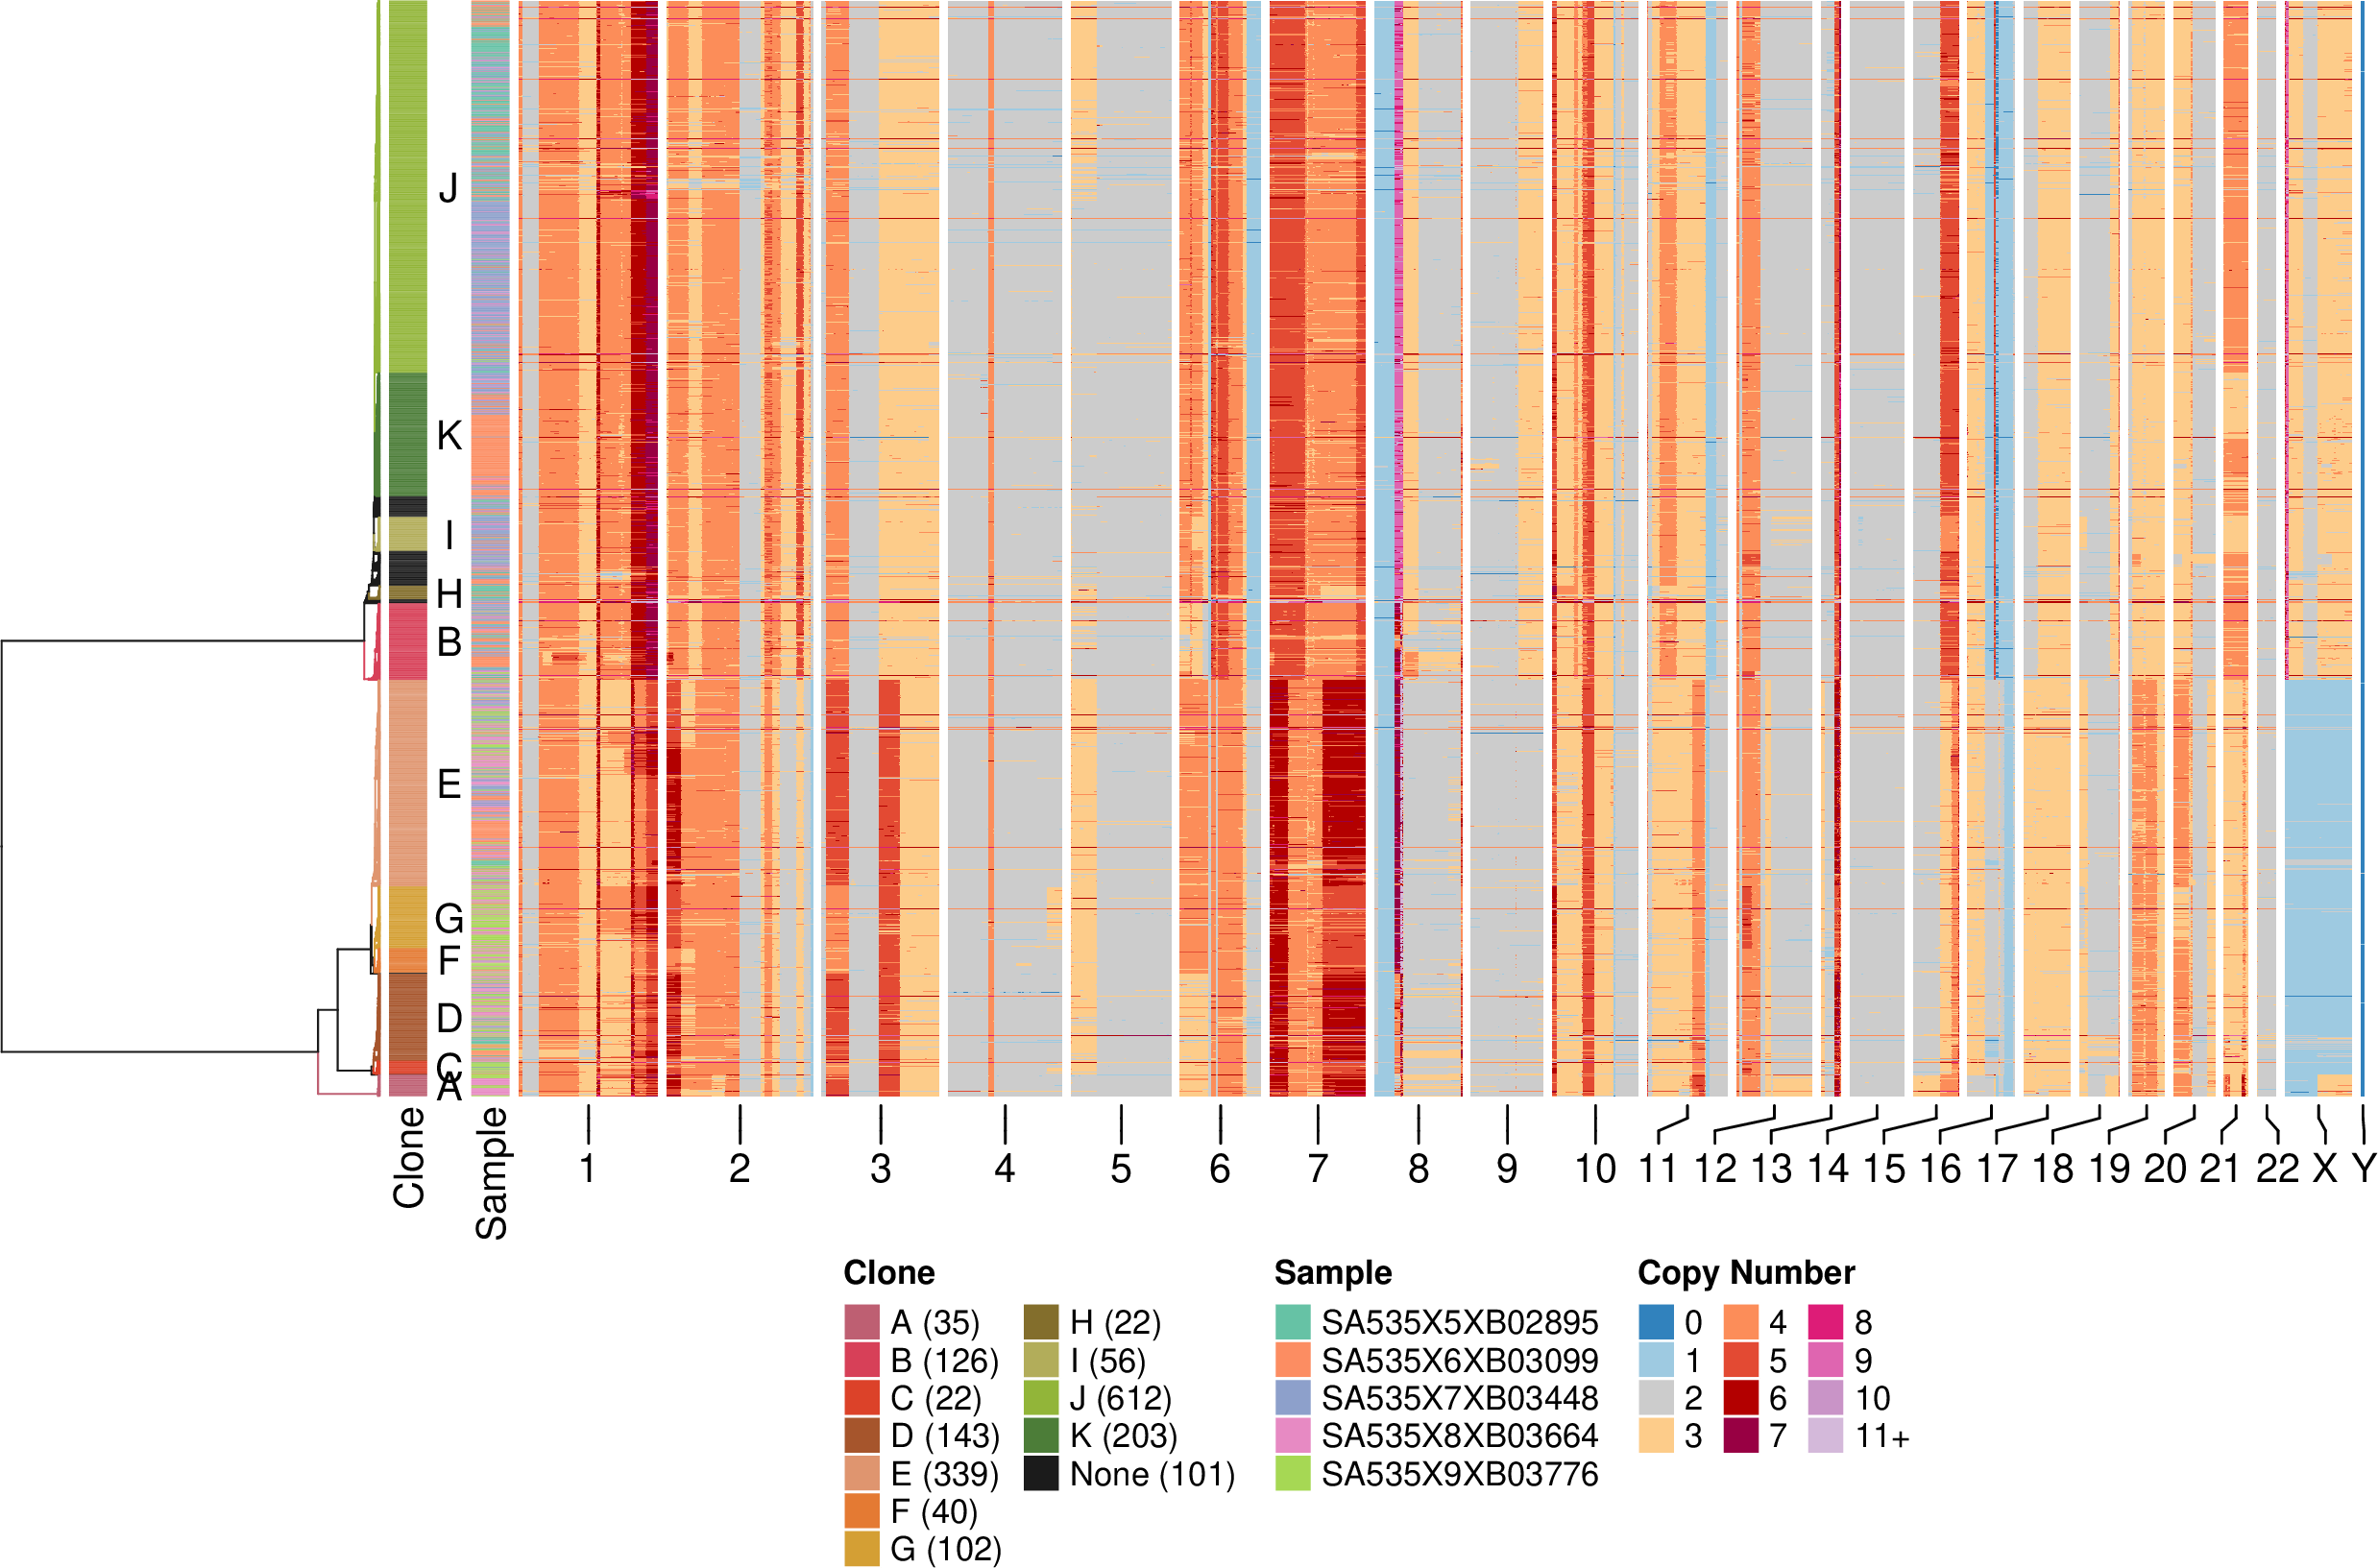 J
K
I
H
B
E
G
F
D
C
A
Clone
Sample
1 2 3 4 5 6 7 8 9 10 11 12 13 14 15 16 17 18 19 20 21 22 X Y
Clone
A (35)
B (126)
C (22)
D (143)
E (339)
F (40)
G (102)
H (22)
I (56)
J (612)
K (203)
None (101)
Sample
SA535X5XB02895
SA535X6XB03099
SA535X7XB03448
SA535X8XB03664
SA535X9XB03776
Copy Number
0
1
2
3
4
5
6
7
8
9
10
11+